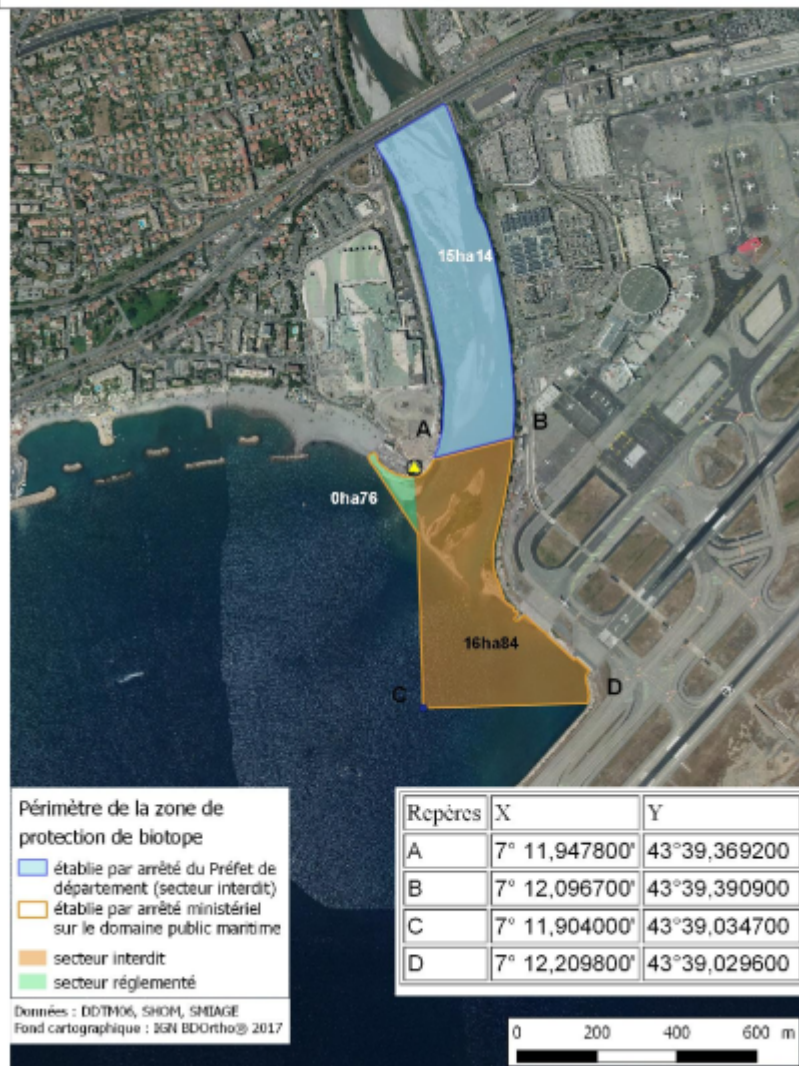 15ha14
A
B
0ha76
16ha84
C
D
Périmètre de la zone de
protection de biotope
établie par arrêté du Préfet de
département (secteur interdit)
établie par arrêté ministériel
sur le domaine public maritime
secteur interdit
secteur réglementé
Données : DDTM06, SHOM, SMIAGE
Fond cartographique : IGN BDOrtho® 2017
Repères X Y
A 7° 11,947800' 43°39,369200
B 7° 12,096700' 43°39,390900
C 7° 11,904000' 43°39,034700
D 7° 12,209800' 43°39,029600
0 200 400 600 m